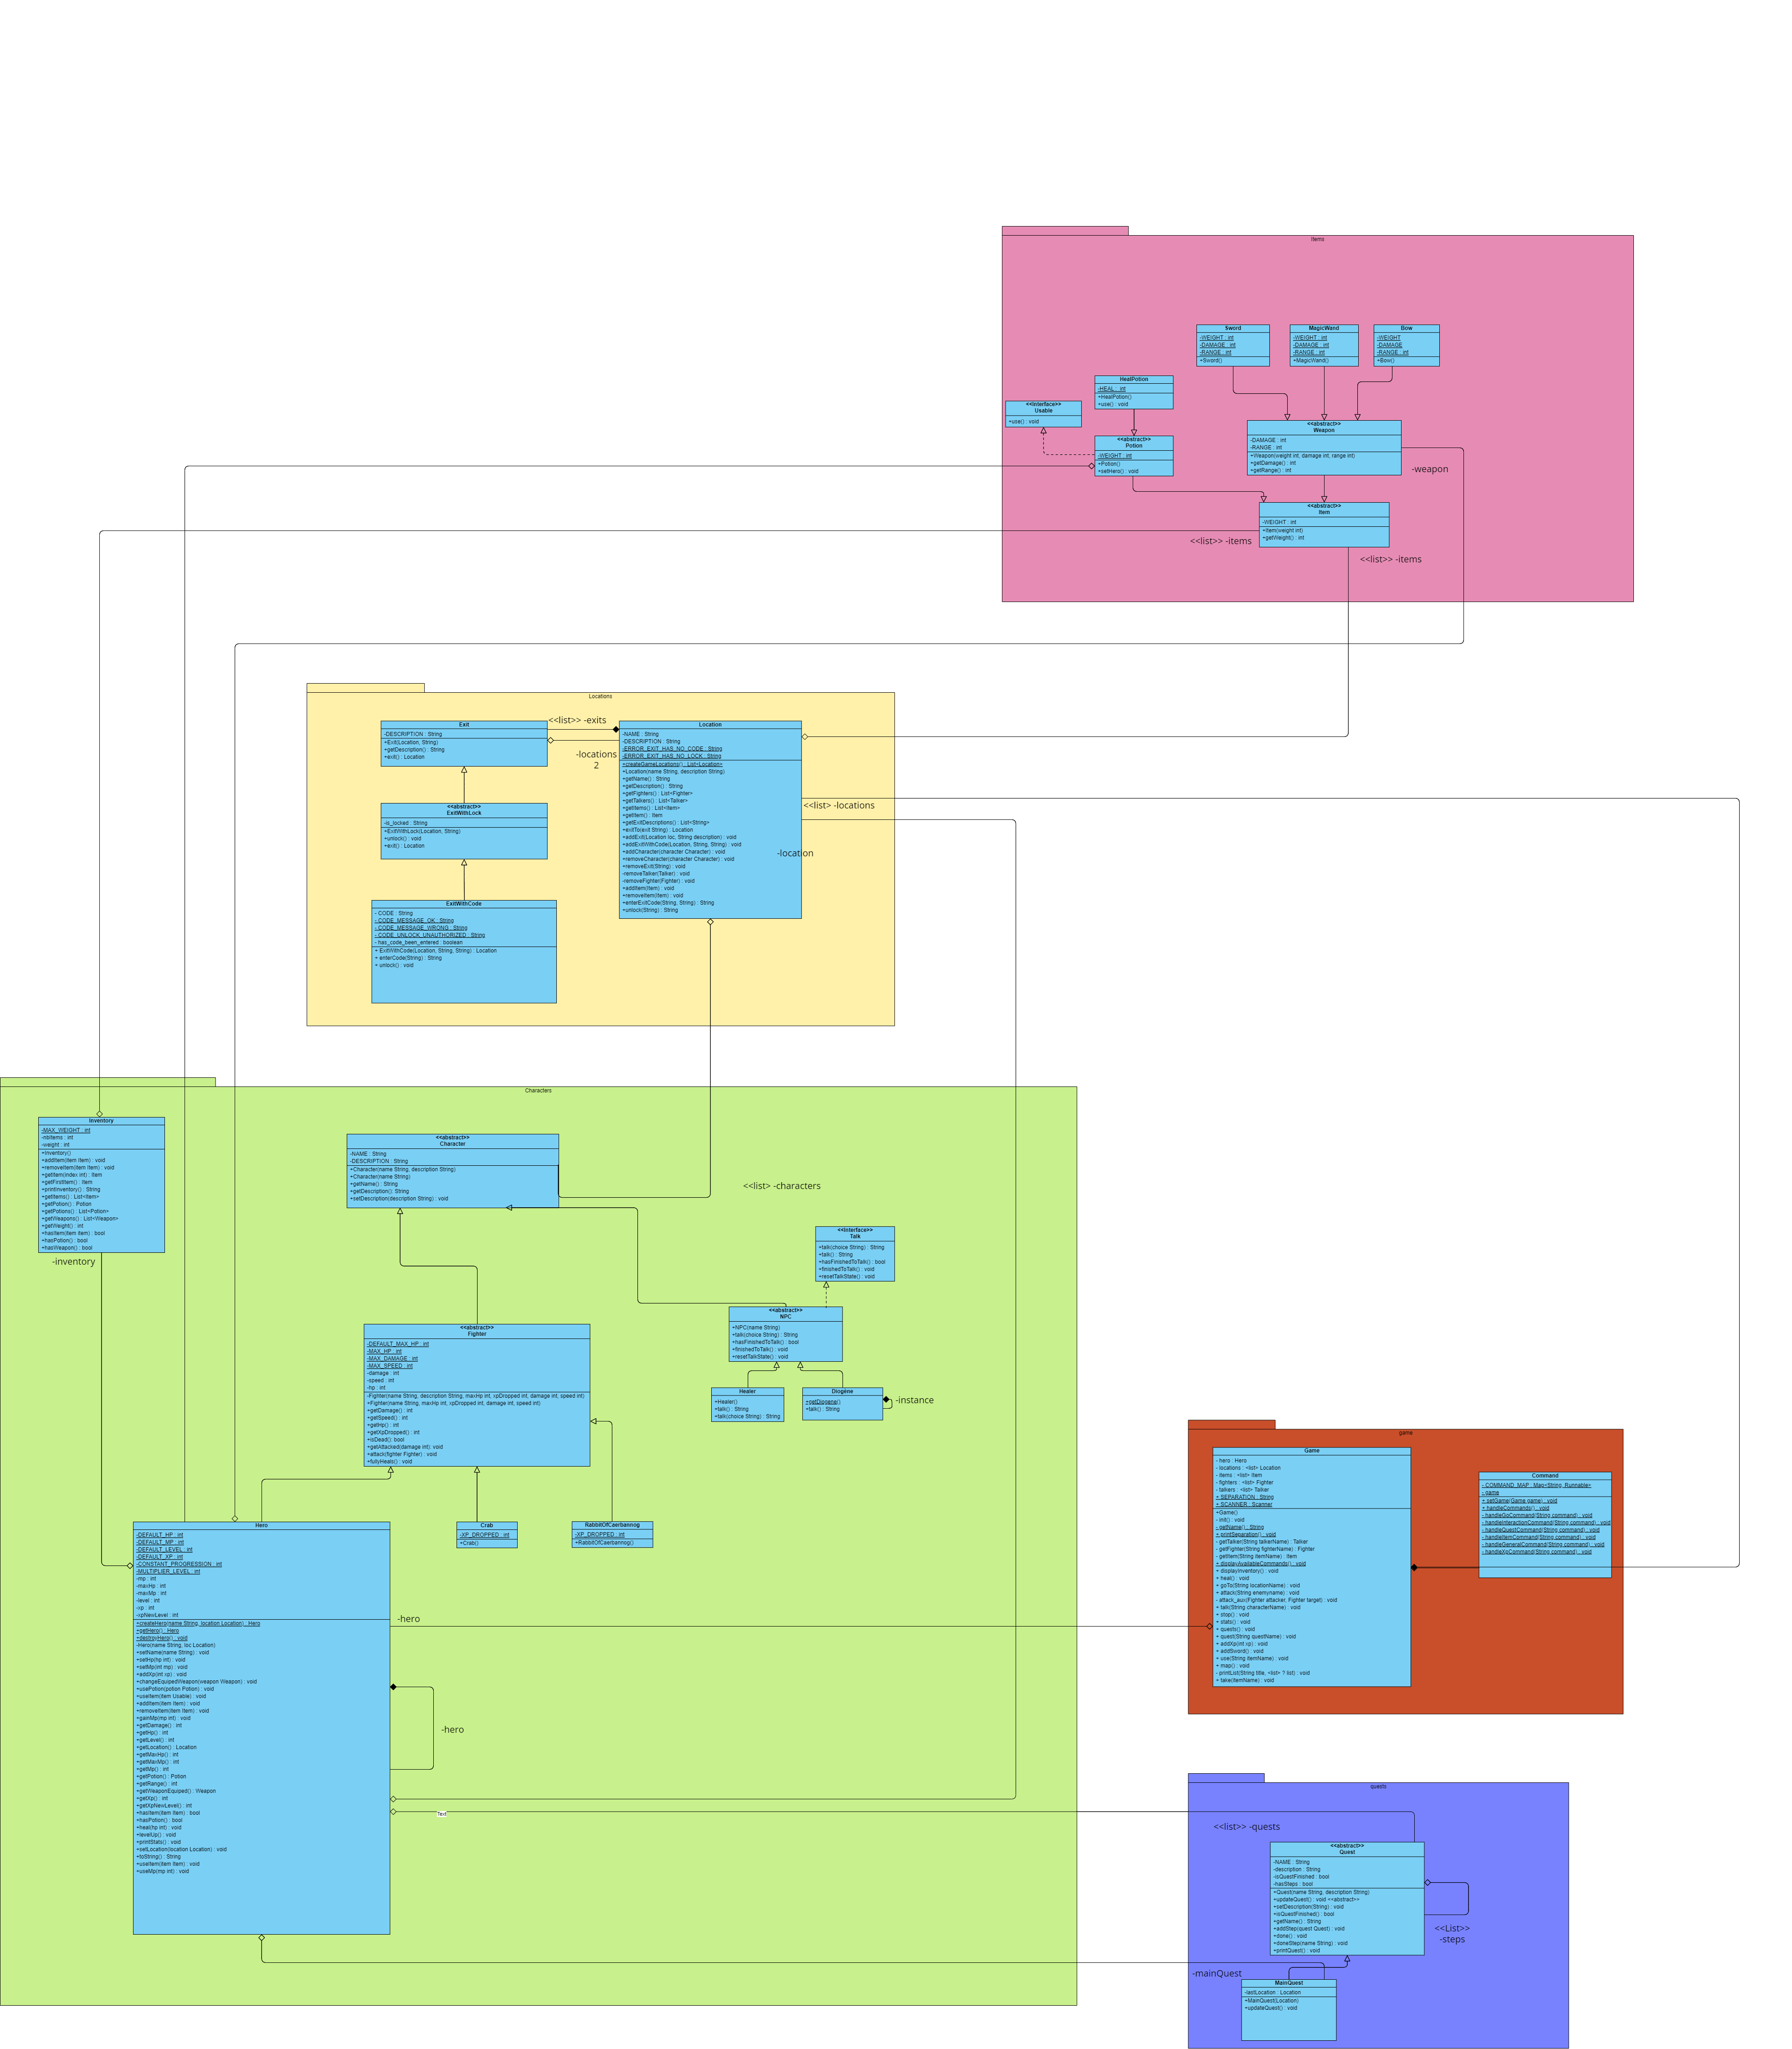 Items
Sword
-WEIGHT : int
-DAMAGE : int
-RANGE : int
+Sword()
MagicWand
-WEIGHT : int
-DAMAGE : int
-RANGE : int
+MagicWand()
Bow
-WEIGHT
-DAMAGE
-RANGE : int
+Bow()
HealPotion
-HEAL : int
+HealPotion()
+use() : void
<<Interface>>
Usable
+use() : void
<<abstract>>
Potion
-WEIGHT : int
+Potion()
+setHero() : void
<<abstract>>
Weapon
-DAMAGE : int
-RANGE : int
+Weapon(weight int, damage int, range int)
+getDamage() : int
+getRange() : int
-weapon
<<abstract>>
Item
-WEIGHT : int
+Item(weight int)
+getWeight() : int
<<list>> -items
<<list>> -items
Locations
Exit
-DESCRIPTION : String
+Exit(Location, String)
+getDescription() : String
+exit() : Location
<<list>> -exits
-locations
2
Location
-NAME : String
-DESCRIPTION : String
-ERROR_EXIT_HAS_NO_CODE : String
-ERROR_EXIT_HAS_NO_LOCK : String
+createGameLocations() : List<Location>
+Location(name String, description String)
+getName() : String
+getDescription() : String
+getFighters() : List<Fighter>
+getTalkers() : List<Talker>
+getItems() : List<Item>
+getItem() : Item
+getExitDescriptions() : List<String>
+exitTo(exit String) : Location
+addExit(Location loc, String description) : void
+addExitWithCode(Location, String, String) : void
+addCharacter(character Character) : void
+removeCharacter(character Character) : void
+removeExit(String) : void
-removeTalker(Talker) : void
-removeFighter(Fighter) : void
+addItem(Item) : void
+removeItem(Item) : void
+enterExitCode(String, String) : String
+unlock(String) : String
<<list> -locations
-location
<<abstract>>
ExitWithLock
-is_locked : String
+ExitWithLock(Location, String)
+unlock() : void
+exit() : Location
ExitWithCode
- CODE : String
- CODE_MESSAGE_OK : String
- CODE_MESSAGE_WRONG : String
- CODE_UNLOCK_UNAUTHORIZED : String
- has_code_been_entered : boolean
+ ExitWithCode(Location, String, String) : Location
+ enterCode(String) : String
+ unlock() : void
Characters
Inventory
-MAX_WEIGHT : int
-nbItems : int
-weight : int
+Inventory()
+addItem(item Item) : void
+removeItem(item Item) : void
+getItem(index int) : Item
+getFirstItem() : Item
+printInventory() : String
+getItems() : List<Item>
+getPotion() : Potion
+getPotions() : List<Potion>
+getWeapons() : List<Weapon>
+getWeight() : int
+hasItem(item Item) : bool
+hasPotion() : bool
+hasWeapon() : bool
-inventory
<<abstract>>
Character
-NAME : String
-DESCRIPTION : String
+Character(name String, description String)
+Character(name String)
+getName() : String
+getDescription(): String
+setDescription(description String) : void
<<list> -characters
<<Interface>>
Talk
+talk(choice String) : String
+talk() : String
+hasFinishedToTalk() : bool
+finishedToTalk() : void
+resetTalkState() : void
<<abstract>>
NPC
+NPC(name String)
+talk(choice String) : String
+hasFinishedToTalk() : bool
+finishedToTalk() : void
+resetTalkState() : void
Healer
+Healer()
+talk() : String
+talk(choice String) : String
Diogène
+getDiogene()
+talk() : String
-instance
<<abstract>>
Fighter
-DEFAULT_MAX_HP : int
-MAX_HP : int
-MAX_DAMAGE : int
-MAX_SPEED : int
-damage : int
-speed : int
-hp : int
-Fighter(name String, description String, maxHp int, xpDropped int, damage int, speed int)
+Fighter(name String, maxHp int, xpDropped int, damage int, speed int)
+getDamage() : int
+getSpeed() : int
+getHp() : int
+getXpDropped() : int
+isDead(): bool
+getAttacked(damage int): void
+attack(fighter Fighter) : void
+fullyHeals() : void
Crab
-XP_DROPPED : int
+Crab()
RabbitOfCaerbannog
-XP_DROPPED : int
+RabbitOfCaerbannog()
Hero
-DEFAULT_HP : int
-DEFAULT_MP : int
-DEFAULT_LEVEL : int
-DEFAULT_XP : int
-CONSTANT_PROGRESSION : int
-MULTIPLIER_LEVEL : int
-mp : int
-maxHp : int
-maxMp : int
-level : int
-xp : int
-xpNewLevel : int
+createHero(name String, location Location) : Hero
+getHero() : Hero
+destroyHero() : void
-Hero(name String, loc Location)
+setName(name String) : void
+setHp(hp int) : void
+setMp(int mp) : void
+addXp(int xp) : void
+changeEquipedWeapon(weapon Weapon) : void
+usePotion(potion Potion) : void
+useItem(item Usable) : void
+addItem(item Item) : void
+removeItem(item Item) : void
+gainMp(mp int) : void
+getDamage() : int
+getHp() : int
+getLevel() : int
+getLocation() : Location
+getMaxHp() : int
+getMaxMp() : int
+getMp() : int
+getPotion() : Potion
+getRange() : int
+getWeaponEquiped() : Weapon
+getXp() : int
+getXpNewLevel() : int
+hasItem(item Item) : bool
+hasPotion() : bool
+heal(hp int) : void
+levelUp() : void
+printStats() : void
+setLocation(location Location) : void
+toString() : String
+useItem(item Item) : void
+useMp(mp int) : void
-hero
-hero
Text
game
Game
- hero : Hero
- locations : <list> Location
- items : <list> Item
- fighters : <list> Fighter
- talkers : <list> Talker
+ SEPARATION : String
+ SCANNER : Scanner
+Game()
- init() : void
- getName() : String
+ printSeparation() : void
- getTalker(String talkerName) : Talker
- getFighter(String fighterName) : Fighter
- getItem(String itemName) : Item
+ displayAvailableCommands() : void
+ displayInventory() : void
+ heal() : void
+ goTo(String locationName) : void
+ attack(String enemyname) : void
- attack_aux(Fighter attacker, Fighter target) : void
+ talk(String characterName) : void
+ stop() : void
+ stats() : void
+ quests() : void
+ quest(String questName) : void
+ addXp(int xp) : void
+ addSword() : void
+ use(String itemName) : void
+ map() : void
- printList(String title, <list> ? list) : void
+ take(itemName) : void
Command
- COMMAND_MAP : Map<String, Runnable>
- game
+ setGame(Game game) : void
+ handleCommands() : void
- handleGoCommand(String command) : void
- handleInteractionCommand(String command) : void
- handleQuestCommand(String command) : void
- handleItemCommand(String command) : void
- handleGeneralCommand(String command) : void
- handleXpCommand(String command) : void
quests
<<list>> -quests
<<abstract>>
Quest
-NAME : String
-description : String
-isQuestFinished : bool
-hasSteps : bool
+Quest(name String, description String)
+updateQuest() : void <<abstract>>
+setDescription(String) : void
+isQuestFinished() : bool
+getName() : String
+addStep(quest Quest) : void
+done() : void
+doneStep(name String) : void
+printQuest() : void
<<List>>
-steps
-mainQuest
MainQuest
-lastLocation : Location
+MainQuest(Location)
+updateQuest() : void